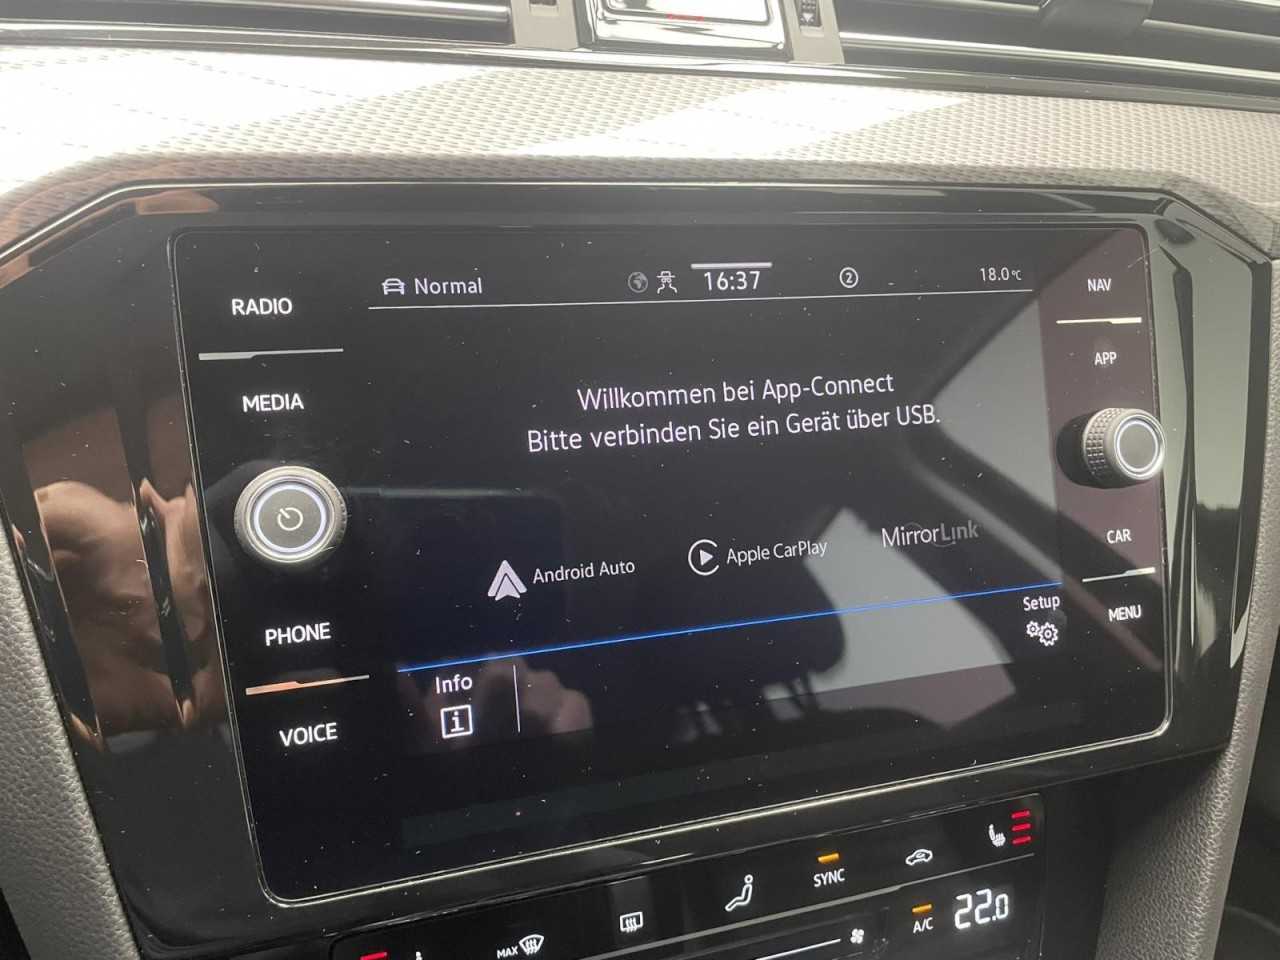 Normal
16:37
2
18.0 °C
RADIO
MEDIA
PHONE
VOICE
NAV
APP
CAR
MENU
Willkommen bei App-Connect
Bitte verbinden Sie ein Gerät über USB.
Android Auto
Apple CarPlay
MirrorLink
Info
i
Setup
MAX
SYNC
A/C
22.0